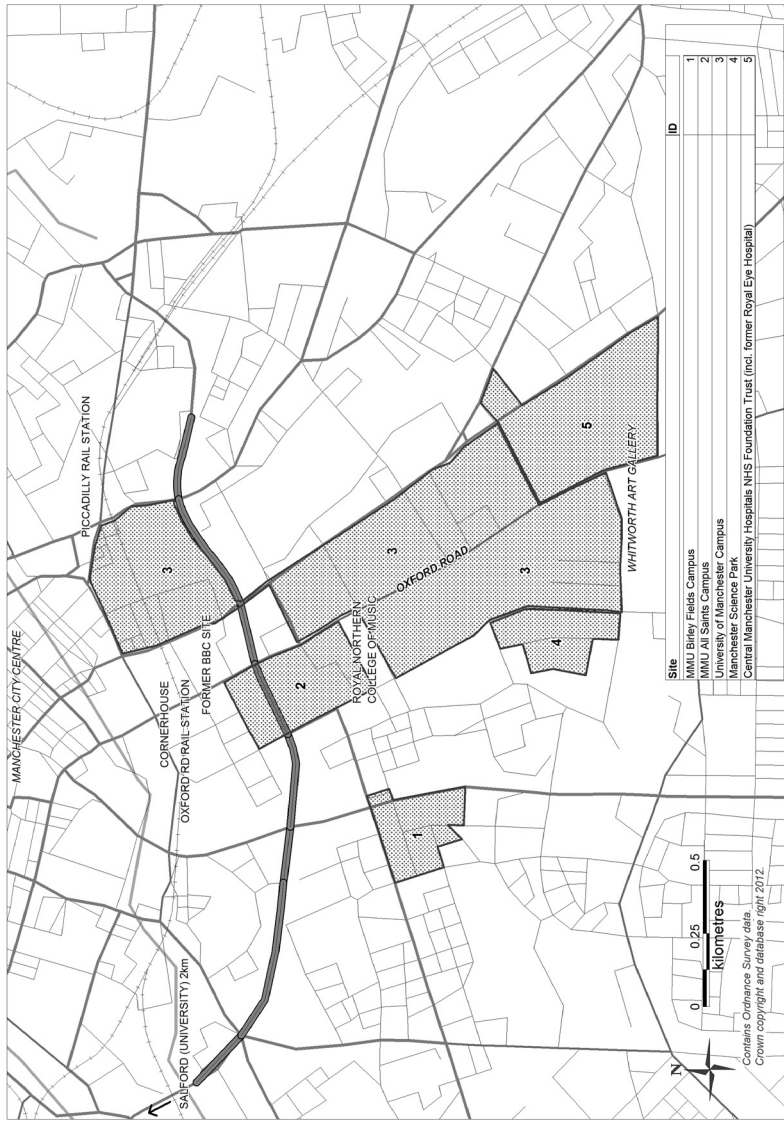 MANCHESTER CITY CENTRE
PICCADILLY RAIL STATION
CORNERHOUSE
OXFORD RD RAIL STATION
FORMER BBC SITE
SALFORD (UNIVERSITY) 2km
3
2
ROYAL NORTHERN
COLLEGE OF MUSIC
3
OXFORD ROAD
3
1
4
5
WHITWORTH ART GALLERY
Site ID
MMU Birley Fields Campus 1
MMU All Saints Campus 2
University of Manchester Campus 3
Manchester Science Park 4
Central Manchester University Hospitals NHS Foundation Trust (incl. former Royal Eye Hospital) 5
N
0 0.25 0.5
kilometres
Contains Ordnance Survey data.
Crown copyright and database right 2012.